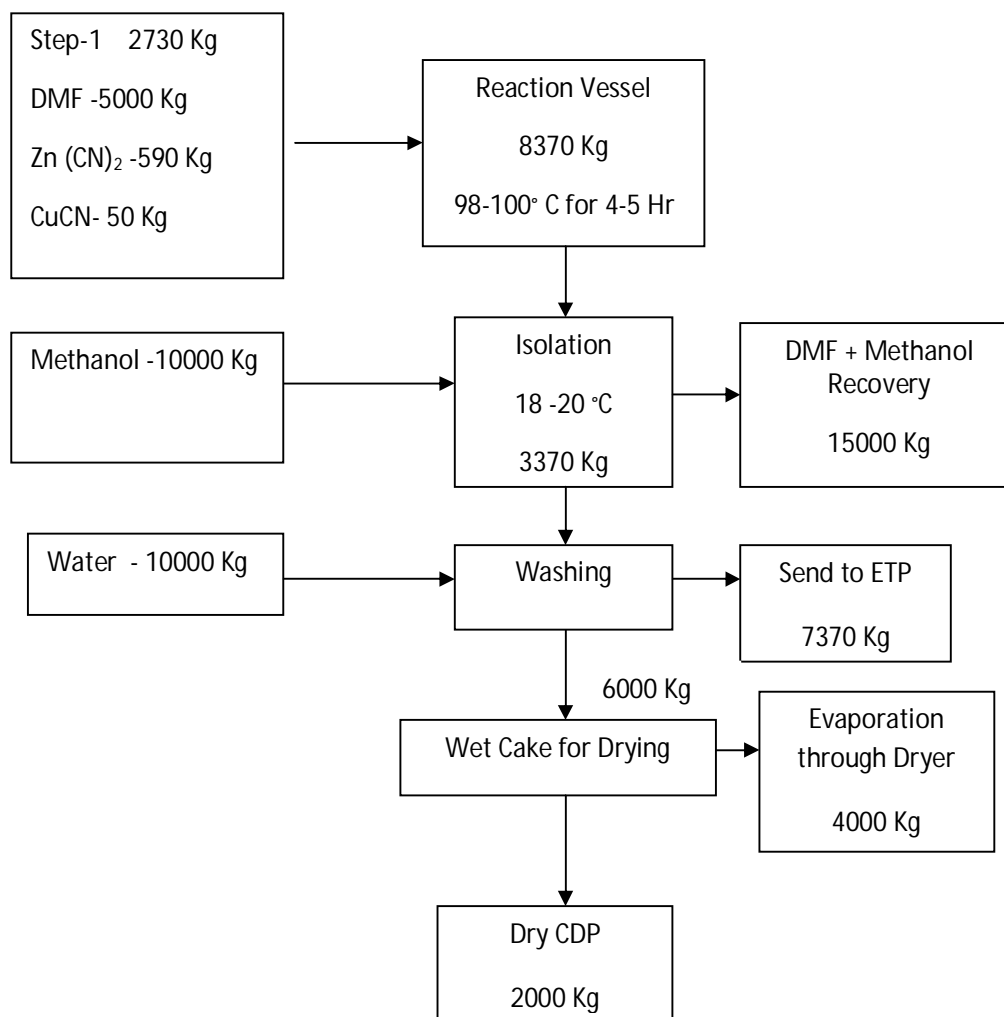 Step-1 2730 Kg
DMF -5000 Kg
Zn (CN)₂ -590 Kg
CuCN- 50 Kg
Reaction Vessel
8370 Kg
98-100° C for 4-5 Hr
Methanol -10000 Kg
Isolation
18 -20 °C
3370 Kg
DMF + Methanol
Recovery
15000 Kg
Water - 10000 Kg
Washing
Send to ETP
7370 Kg
6000 Kg
Wet Cake for Drying
Evaporation
through Dryer
4000 Kg
Dry CDP
2000 Kg